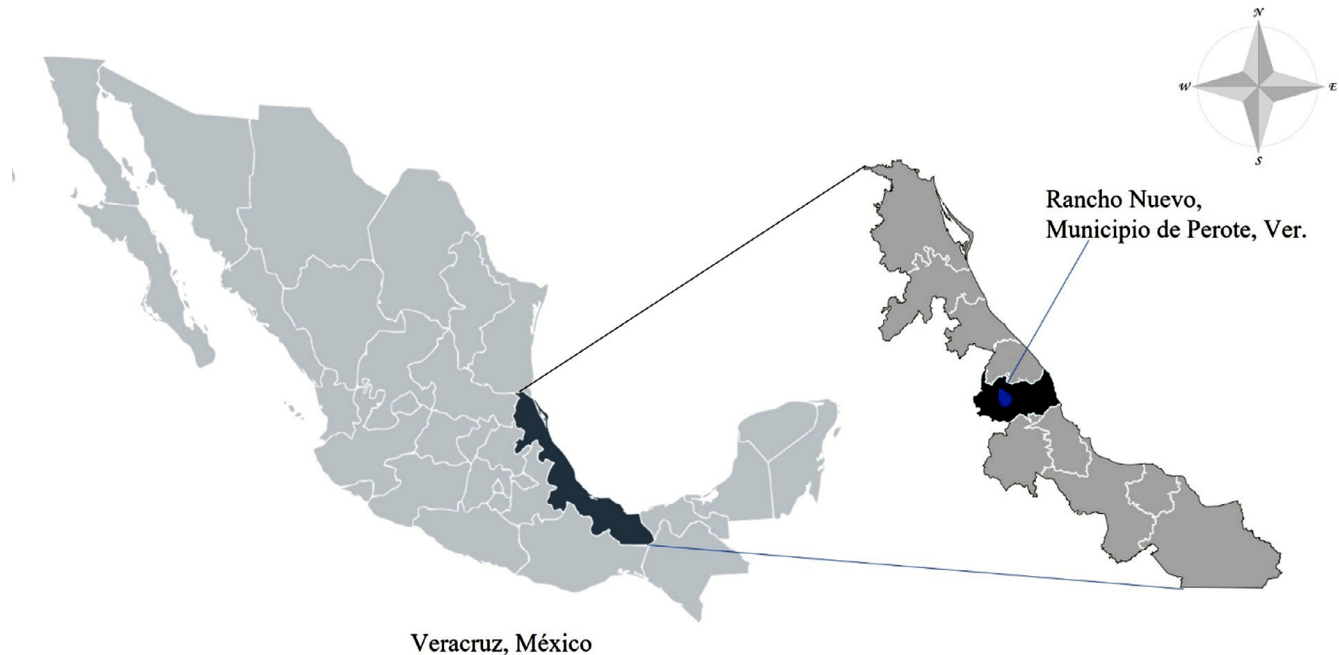 N
W
E
S
Rancho Nuevo,
Municipio de Perote, Ver.
Veracruz, México